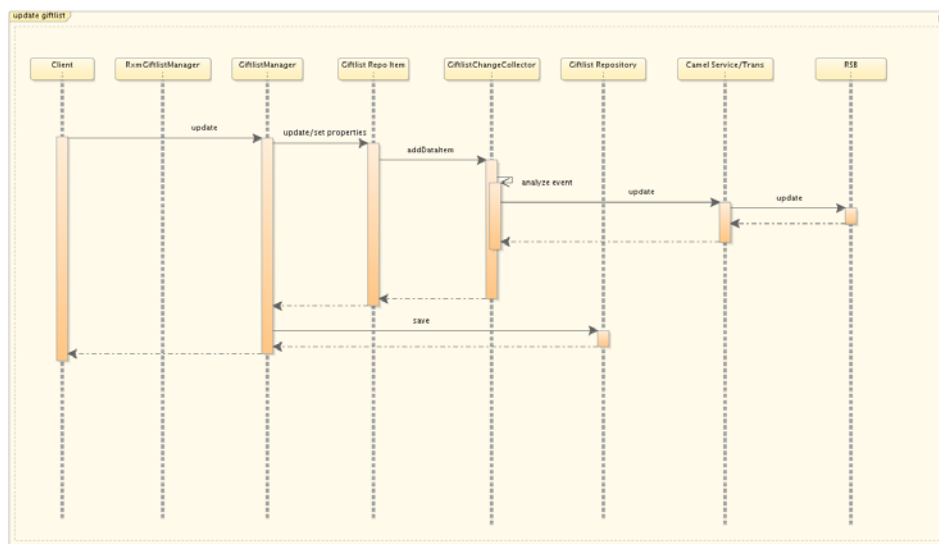 update giftlist
Client RxmGiftlistManager GiftlistManager Giftlist Repo Item GiftlistChangeCollector Giftlist Repository Camel Service/Trans RSB
update
update/set properties
addDataItem
analyze event
update
update
save